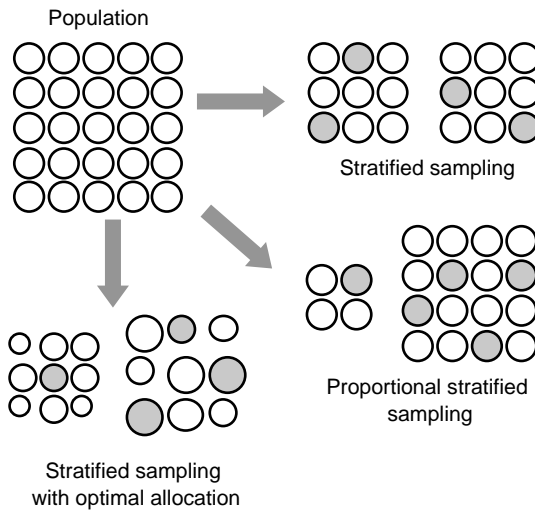 Population
Stratified sampling
Proportional stratified
sampling
Stratified sampling
with optimal allocation